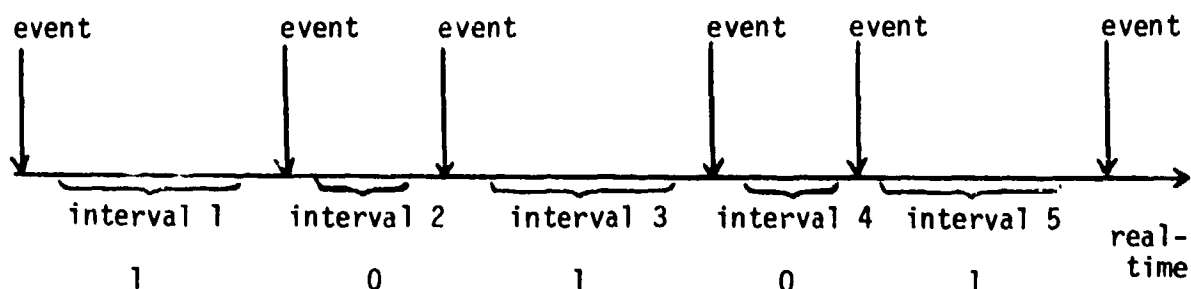 event event event event event event
interval 1 interval 2 interval 3 interval 4 interval 5
real-
time
1 0 1 0 1